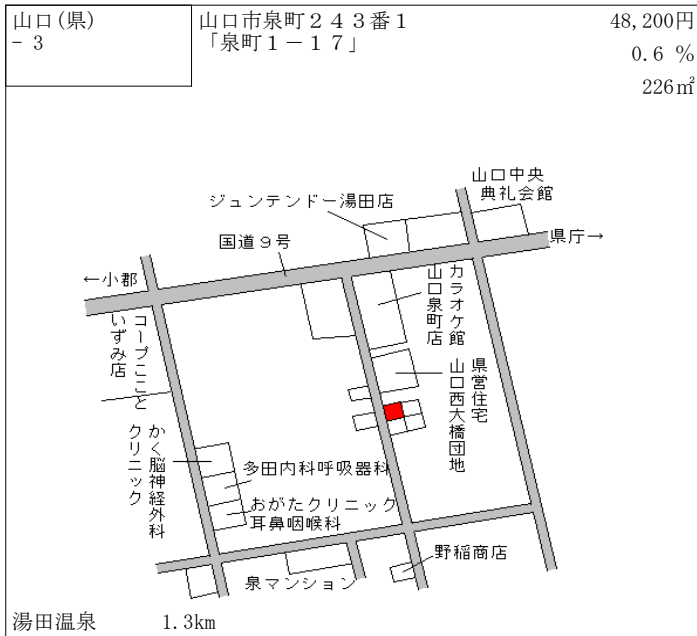 山口(県)
- 3
山口市泉町２４３番1
「泉町１－１７」
48,200円
0.6 %
226㎡
山口中央
典礼会館
ジュンテンドー湯田店
国道９号
県庁→
←小郡
カラオケ館
山口泉町店
コープここと
いずみ店
県営住宅
山口西大橋団地
かく脳神経外科
クリニック
多田内科呼吸器科
おがたクリニック
耳鼻咽喉科
野稲商店
泉マンション
湯田温泉 1.3km